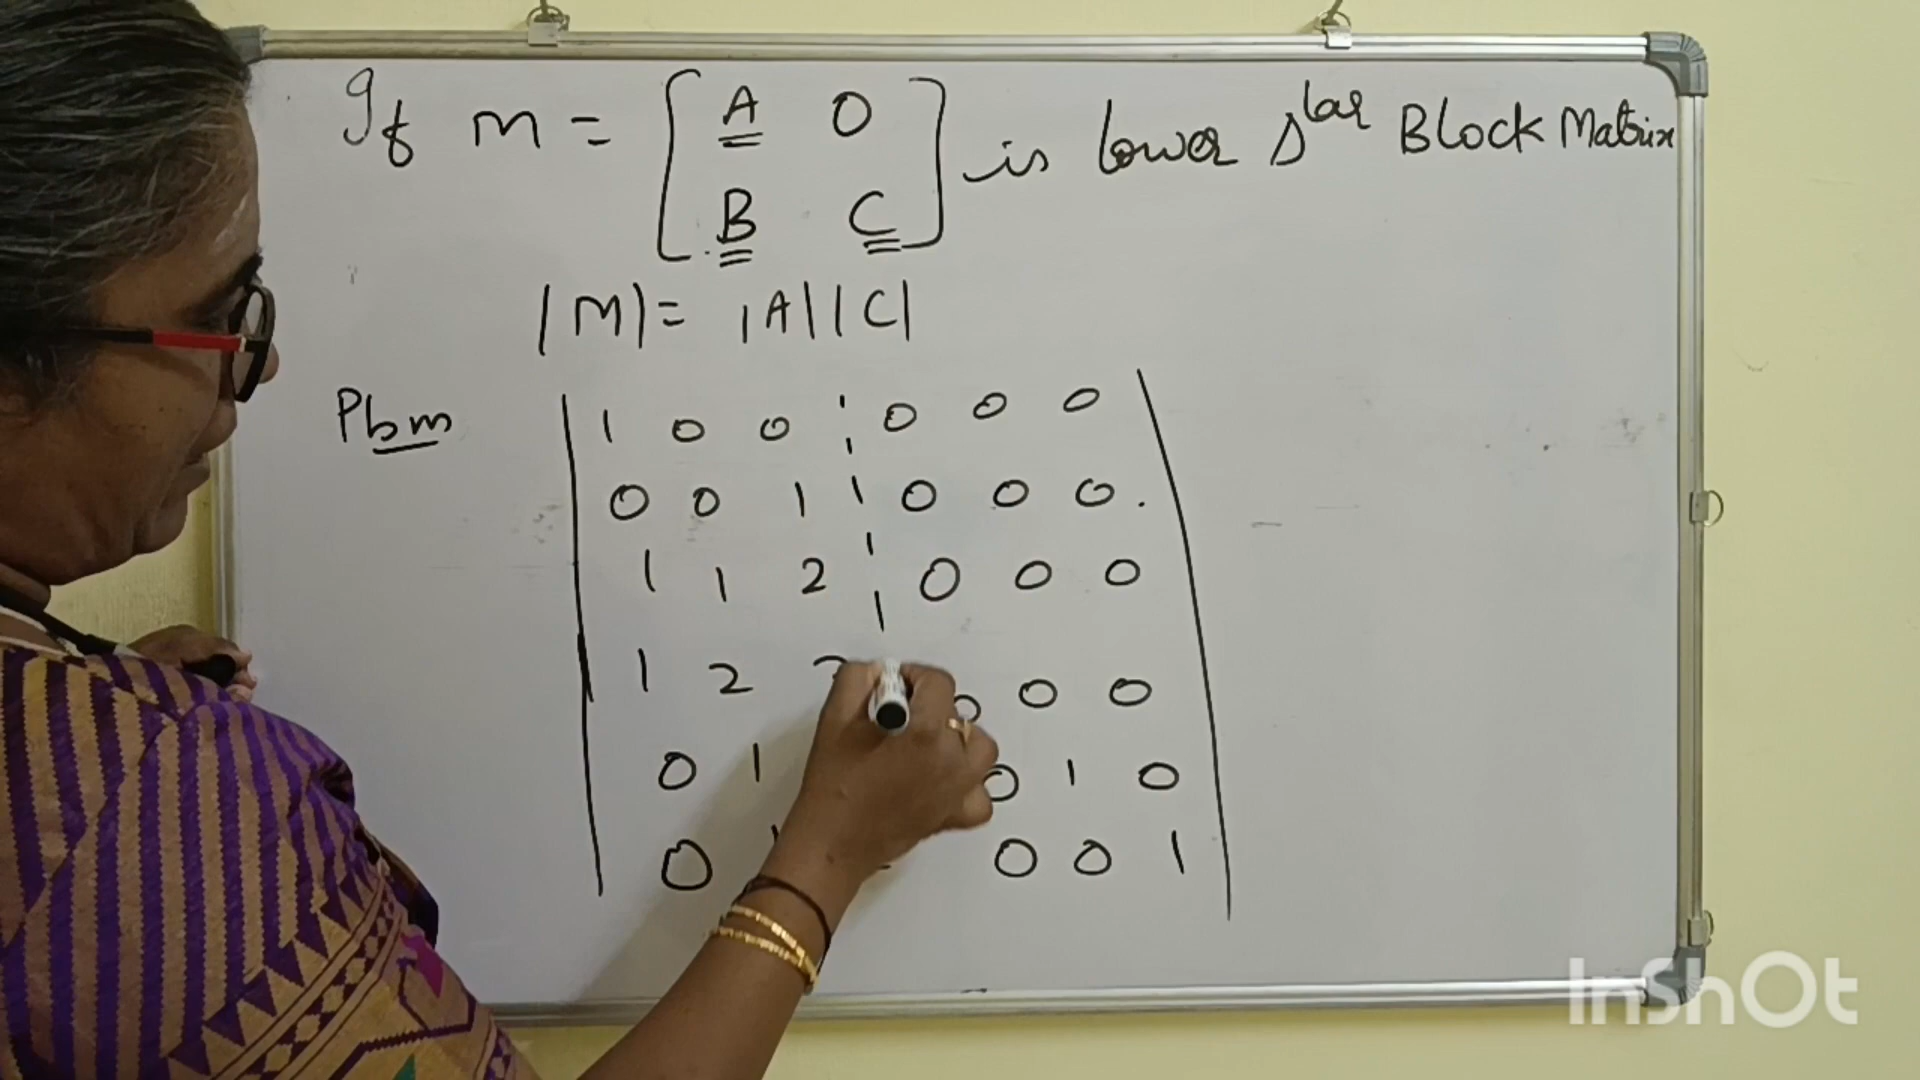 If M = [ A 0 is lower Δlar Block Matrix
B C ]
|M| = |A| |C|
Pbm | 1 0 0 ¦ 0 0 0 |
0 0 1 ¦ 0 0 0 .
1 1 2 ¦ 0 0 0
1 2 0 0 0
0 1 0 1 0
0 0 0 1
InShOt